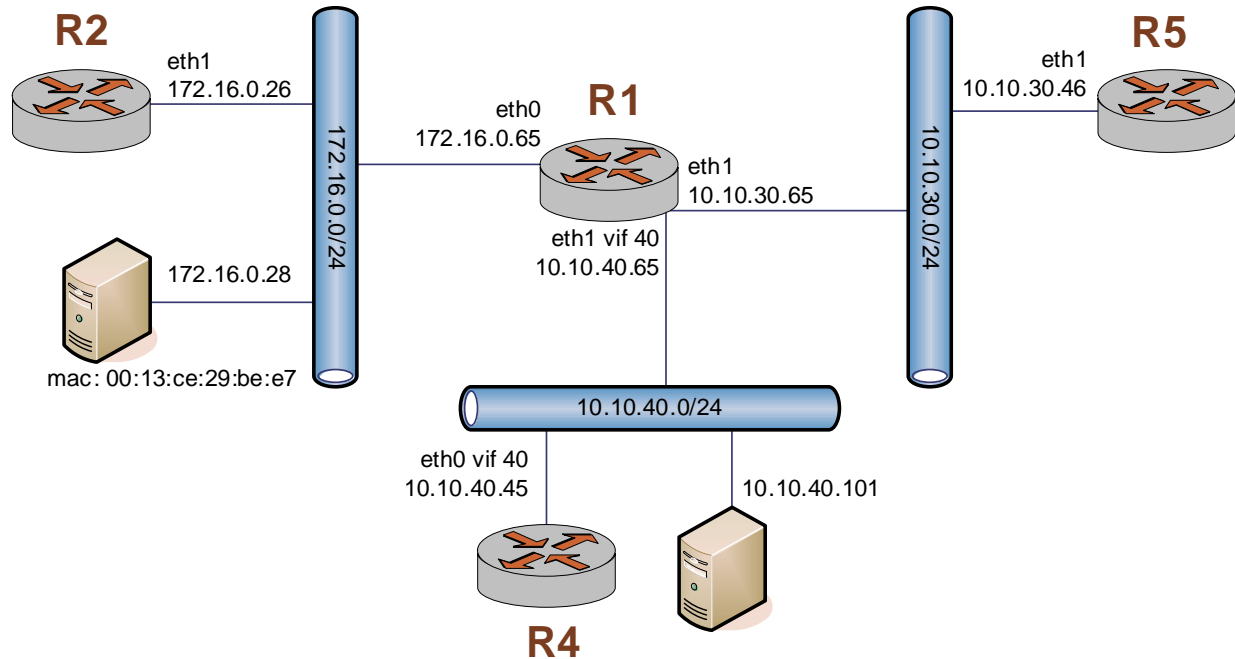 R2
eth1
172.16.0.26
172.16.0.28
mac: 00:13:ce:29:be:e7
172.16.0.0/24
R1
eth0
172.16.0.65
eth1
10.10.30.65
eth1 vif 40
10.10.40.65
10.10.30.0/24
R5
eth1
10.10.30.46
10.10.40.0/24
eth0 vif 40
10.10.40.45
R4
10.10.40.101